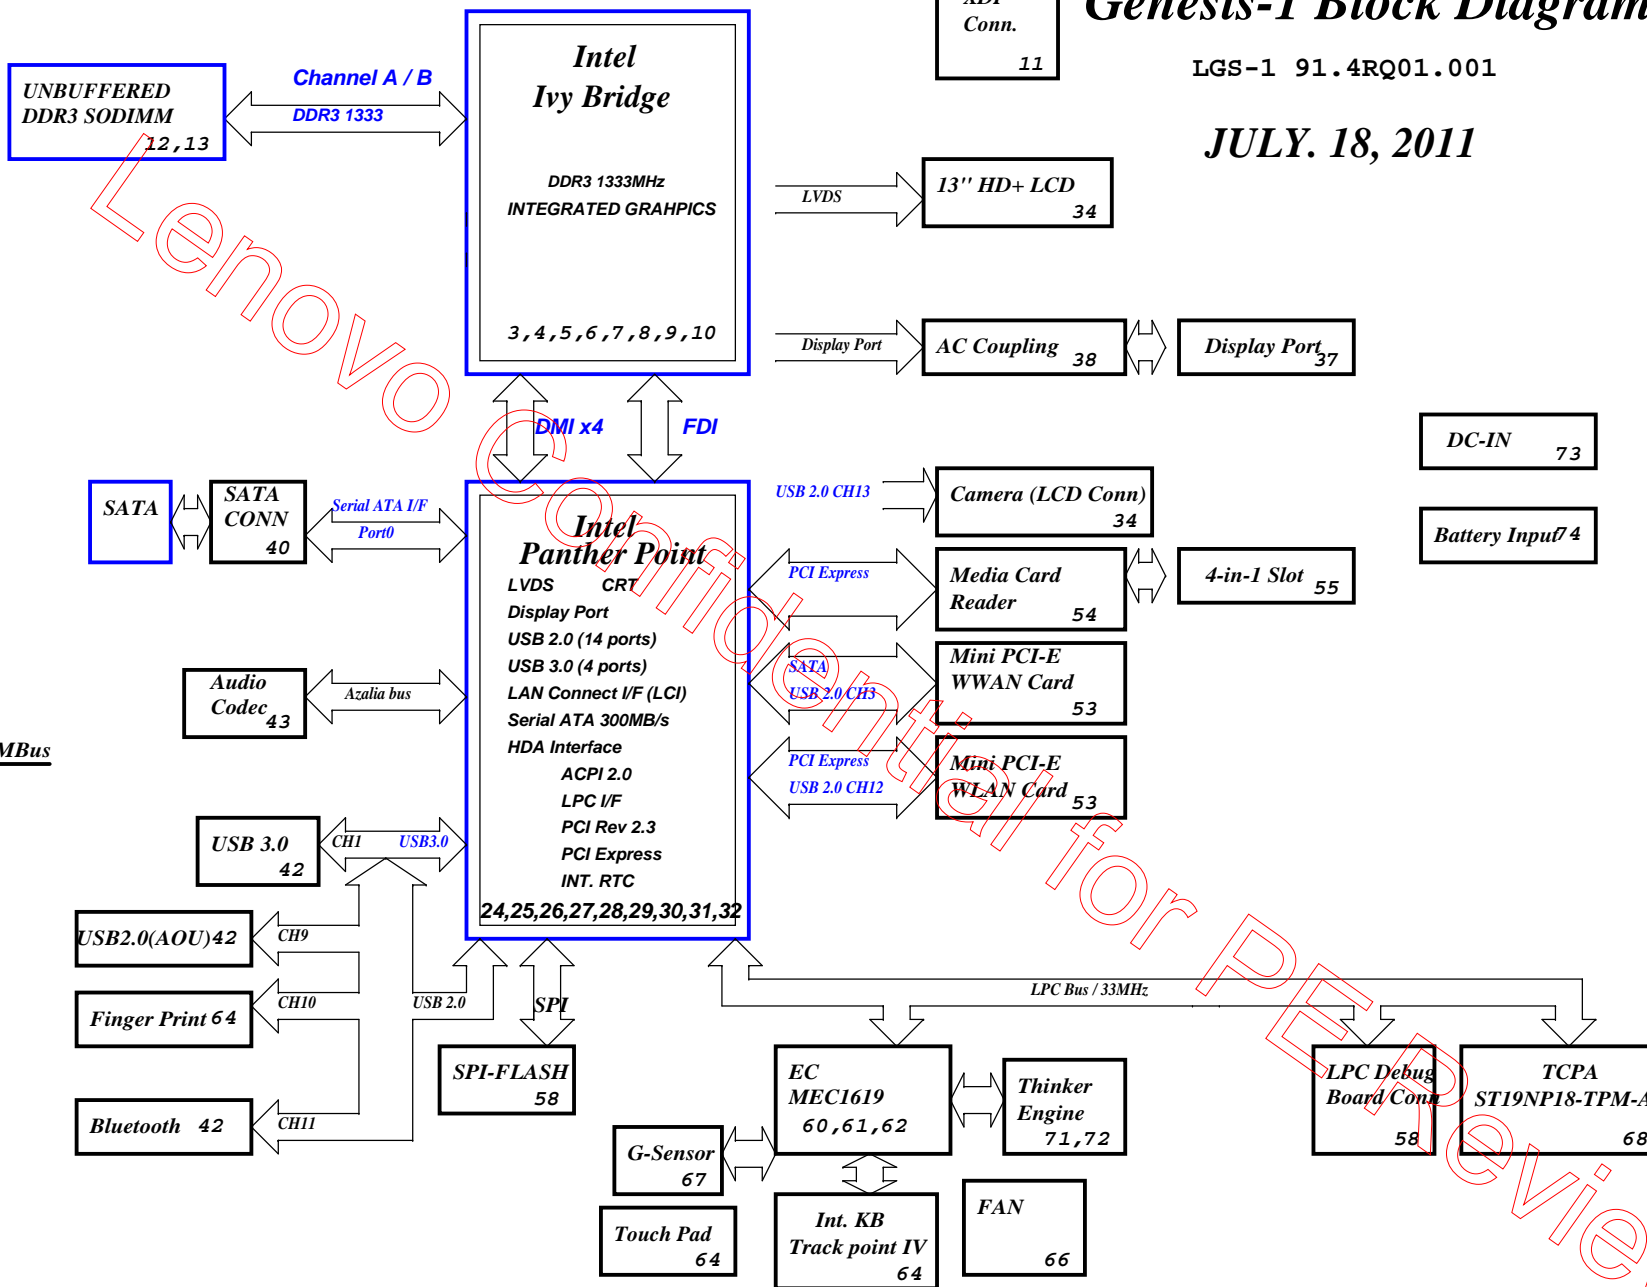 Genesis-1 Block Diagram
LGS-1 91.4RQ01.001
JULY. 18, 2011
Conn.
11
UNBUFFERED
DDR3 SODIMM
12,13
Channel A / B
DDR3 1333
Intel
Ivy Bridge
DDR3 1333MHz
INTEGRATED GRAHPICS
3,4,5,6,7,8,9,10
LVDS
13'' HD+ LCD
34
Display Port
AC Coupling
38
Display Port
37
DMI x4
FDI
DC-IN
73
Battery Input74
SATA
SATA
CONN
40
Serial ATA I/F
Port0
Intel
Panther Point
LVDS CRT
Display Port
USB 2.0 (14 ports)
USB 3.0 (4 ports)
LAN Connect I/F (LCI)
Serial ATA 300MB/s
HDA Interface
ACPI 2.0
LPC I/F
PCI Rev 2.3
PCI Express
INT. RTC
24,25,26,27,28,29,30,31,32
USB 2.0 CH13
Camera (LCD Conn)
34
PCI Express
Media Card
Reader
54
4-in-1 Slot
55
SATA
USB 2.0 CH3
Mini PCI-E
WWAN Card
53
PCI Express
USB 2.0 CH12
Mini PCI-E
WLAN Card
53
Audio
Codec
43
Azalia bus
MBus
USB 3.0
42
CH1
USB3.0
USB2.0(AOU)42
CH9
Finger Print 64
CH10
USB 2.0
Bluetooth 42
CH11
SPI
SPI-FLASH
58
LPC Bus / 33MHz
EC
MEC1619
60,61,62
Thinker
Engine
71,72
LPC Debug
Board Conn
58
TCPA
ST19NP18-TPM-A
68
G-Sensor
67
Touch Pad
64
Int. KB
Track point IV
64
FAN
66
Lenovo Confidential for PE Review